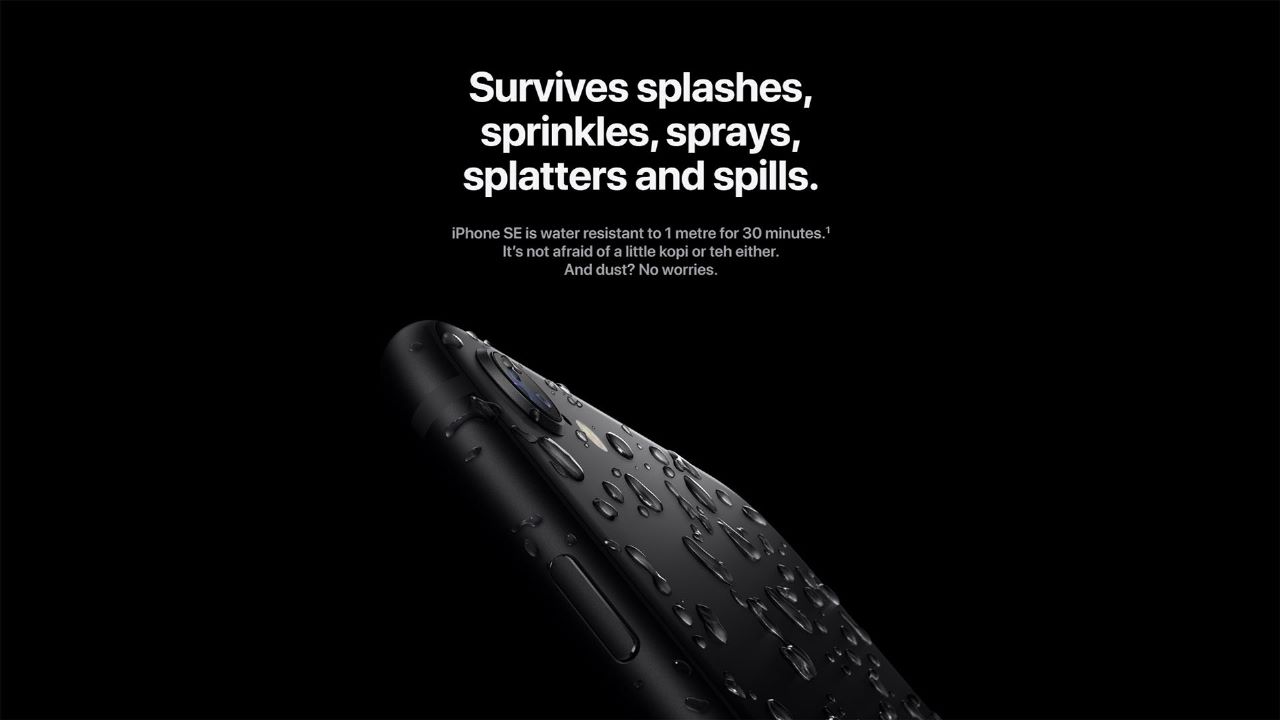 Survives splashes,
sprinkles, sprays,
splatters and spills.
iPhone SE is water resistant to 1 metre for 30 minutes.¹
It’s not afraid of a little kopi or teh either.
And dust? No worries.